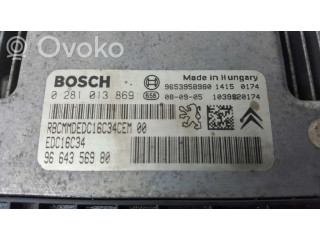 ovoko
BOSCH
Made in Hungary
9653958980 1415 0174
0 281 013 869
658
08-09-05
1039S20174
RBCMMDEDC16C34CEM 00
EDC16C34
96 643 569 80